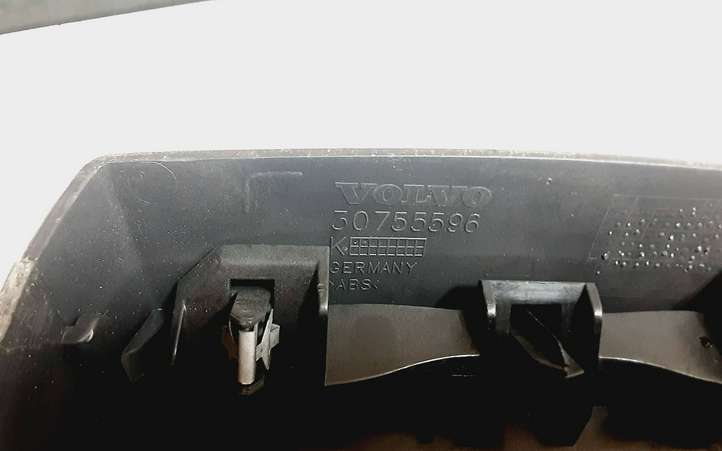 VOLVO
30755596
K
GERMANY
>ABS<